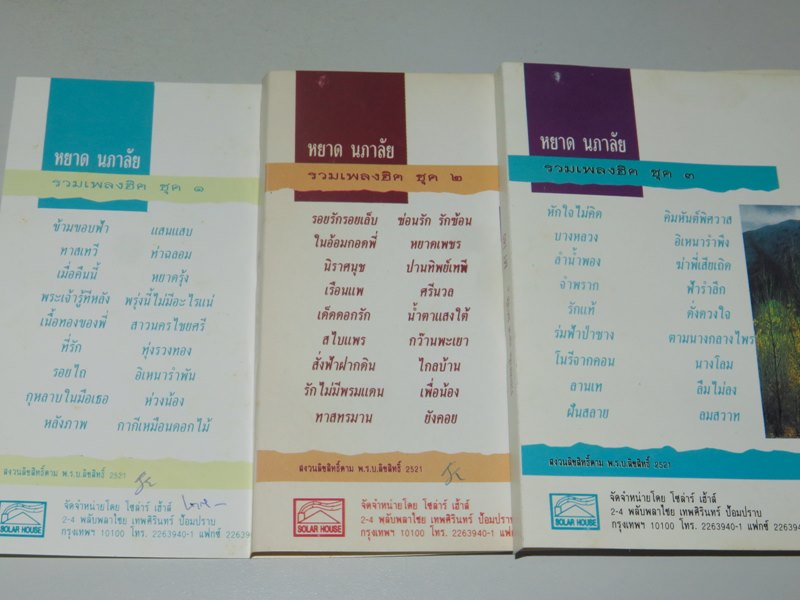 หยาด นภาลัย
รวมเพลงฮิต ชุด ๑
ข้ามขอบฟ้า แสนแสบ
ทาสเทวี ท่าฉลอม
เมื่อคืนนี้ หยาดรุ้ง
พระเจ้ารู้ทีหลัง พรุ่งนี้ไม่มีอะไรแน่
เนื้อทองของพี่ สาวนครไชยศรี
ที่รัก ทุ่งรวงทอง
รอยไถ อิเหนารำพัน
กุหลาบในมือเธอ ห่วงน้อง
หลังภาพ กากีเหมือนดอกไม้
สงวนลิขสิทธิ์ตาม พ.ร.บ.ลิขสิทธิ์ 2521
SOLAR HOUSE
จัดจำหน่ายโดย โซล่าร์ เฮ้าส์
2-4 พลับพลาไชย เทพศิรินทร์ ป้อมปราบ
กรุงเทพฯ 10100 โทร. 2263940-1 แฟกซ์ 22639
หยาด นภาลัย
รวมเพลงฮิต ชุด ๒
รอยรักรอยเล็บ ซ่อนรัก รักซ้อน
ในอ้อมกอดพี่ หยาดเพชร
นิราศนุช ปานทิพย์เทพี
เรือนแพ ศรีนวล
เด็ดดอกรัก น้ำตาแสงใต้
สไบแพร กว๊านพะเยา
สั่งฟ้าฝากดิน ไกลบ้าน
รักไม่มีพรมแดน เพื่อน้อง
ทาสทรมาน ยังคอย
สงวนลิขสิทธิ์ตาม พ.ร.บ.ลิขสิทธิ์ 2521
SOLAR HOUSE
จัดจำหน่ายโดย โซล่าร์ เฮ้าส์
2-4 พลับพลาไชย เทพศิรินทร์ ป้อมปราบ
กรุงเทพฯ 10100 โทร. 2263940-1 แฟกซ์ 2263
หยาด นภาลัย
รวมเพลงฮิต ชุด ๓
หักใจไม่คิด คิมหันต์พิศวาส
บางหลวง อิเหนารำพึง
ลำน้ำพอง ฆ่าพี่เสียเถิด
จำพราก ฟ้ารำลึก
รักแท้ ดั่งดวงใจ
ร่มฟ้าป่าซาง ตามนางกลางไพร
โนรีจากคอน นางโลม
ลานเท ลืมไม่ลง
ฝันสลาย ลมสวาท
สงวนลิขสิทธิ์ตาม พ.ร.บ.ลิขสิทธิ์ 2521
SOLAR HOUSE
จัดจำหน่ายโดย โซล่าร์ เฮ้าส์
2-4 พลับพลาไชย เทพศิรินทร์ ป้อมปราบ
กรุงเทพฯ 10100 โทร. 2263940-1 แฟกซ์ 2263940